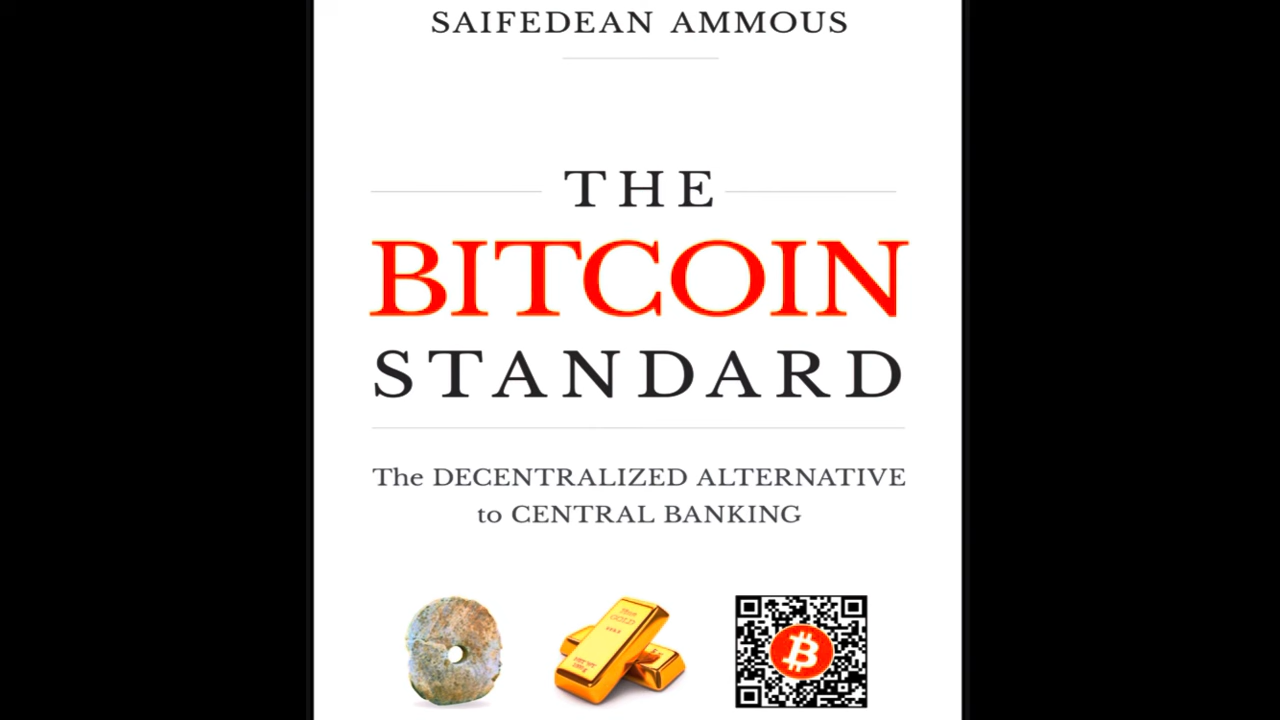 SAIFEDEAN AMMOUS
THE
BITCOIN
STANDARD
The DECENTRALIZED ALTERNATIVE
to CENTRAL BANKING